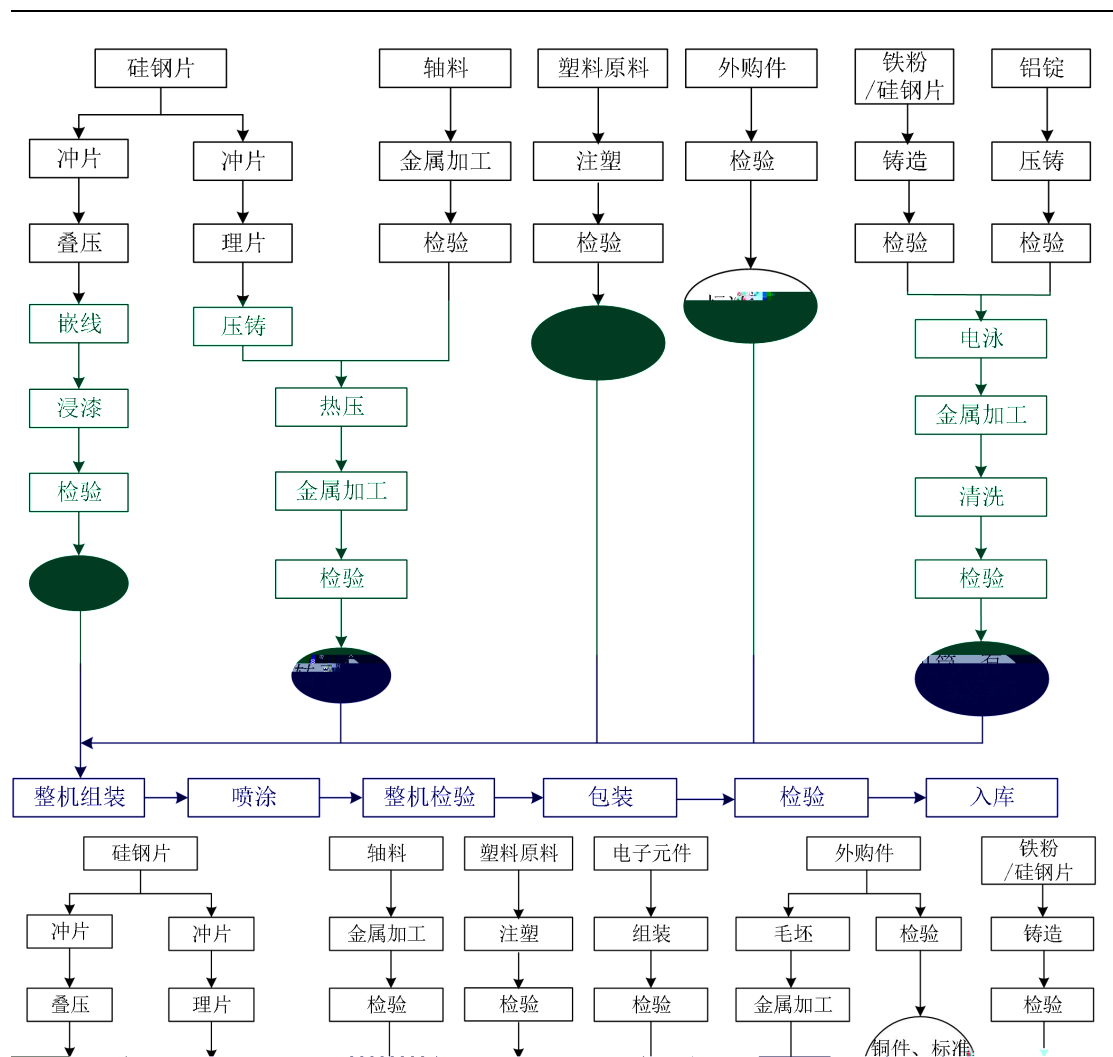 硅钢片
轴料
塑料原料
外购件
铁粉
/硅钢片
铝锭
冲片
冲片
金属加工
注塑
检验
铸造
压铸
叠压
理片
检验
检验
检验
检验
嵌线
压铸
电泳
浸漆
热压
金属加工
检验
金属加工
清洗
检验
检验
整机组装
喷涂
整机检验
包装
检验
入库
硅钢片
轴料
塑料原料
电子元件
外购件
铁粉
/硅钢片
冲片
冲片
金属加工
注塑
组装
毛坯
检验
铸造
叠压
理片
检验
检验
检验
金属加工
检验
铜件、标准